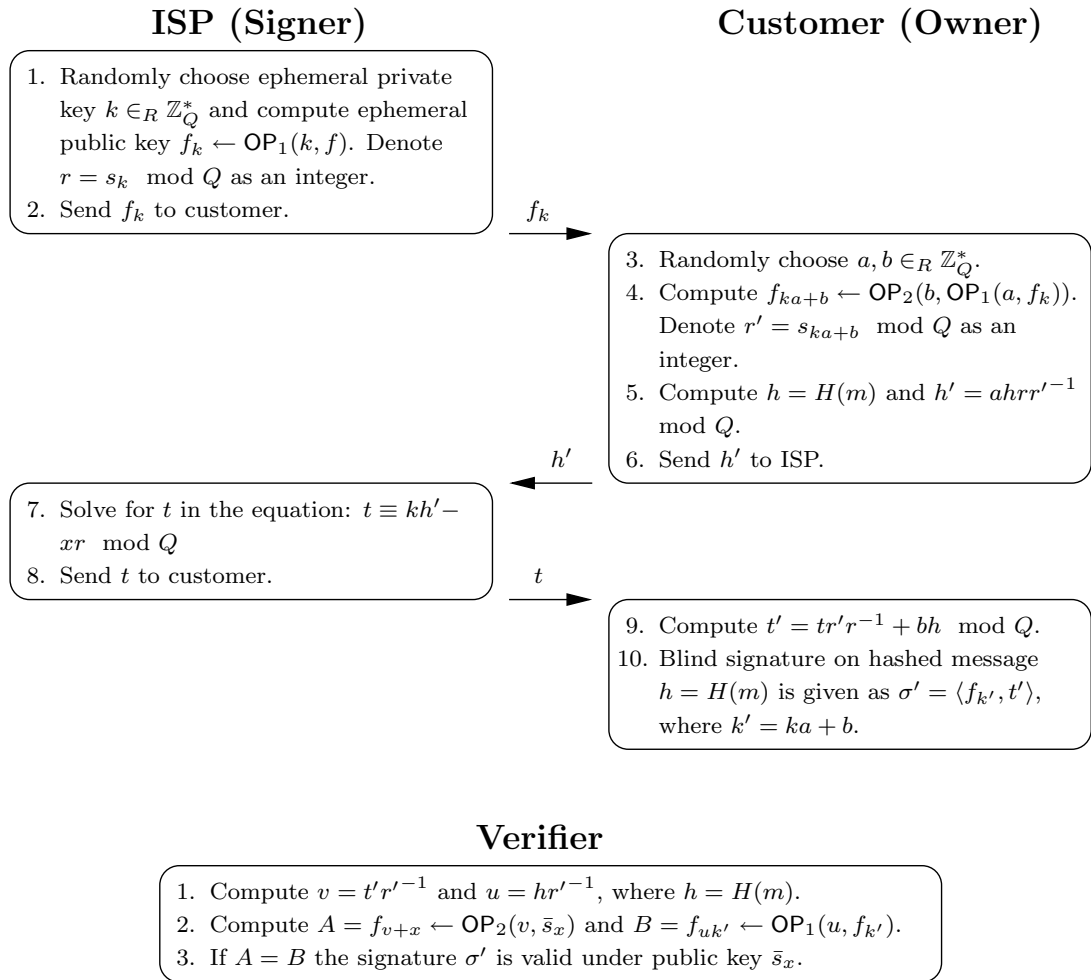 ISP (Signer)
Customer (Owner)
1. Randomly choose ephemeral private
key k ∈_R ℤ*_Q and compute ephemeral
public key f_k ← OP₁(k, f). Denote
r = s_k mod Q as an integer.
2. Send f_k to customer.
f_k
3. Randomly choose a, b ∈_R ℤ*_Q.
4. Compute f_{ka+b} ← OP₂(b, OP₁(a, f_k)).
Denote r′ = s_{ka+b} mod Q as an
integer.
5. Compute h = H(m) and h′ = ahrr′⁻¹
mod Q.
6. Send h′ to ISP.
h′
7. Solve for t in the equation: t ≡ kh′−
xr mod Q
8. Send t to customer.
t
9. Compute t′ = tr′r⁻¹ + bh mod Q.
10. Blind signature on hashed message
h = H(m) is given as σ′ = ⟨f_{k′}, t′⟩,
where k′ = ka + b.
Verifier
1. Compute v = t′r′⁻¹ and u = hr′⁻¹, where h = H(m).
2. Compute A = f_{v+x} ← OP₂(v, s̄_x) and B = f_{uk′} ← OP₁(u, f_{k′}).
3. If A = B the signature σ′ is valid under public key s̄_x.